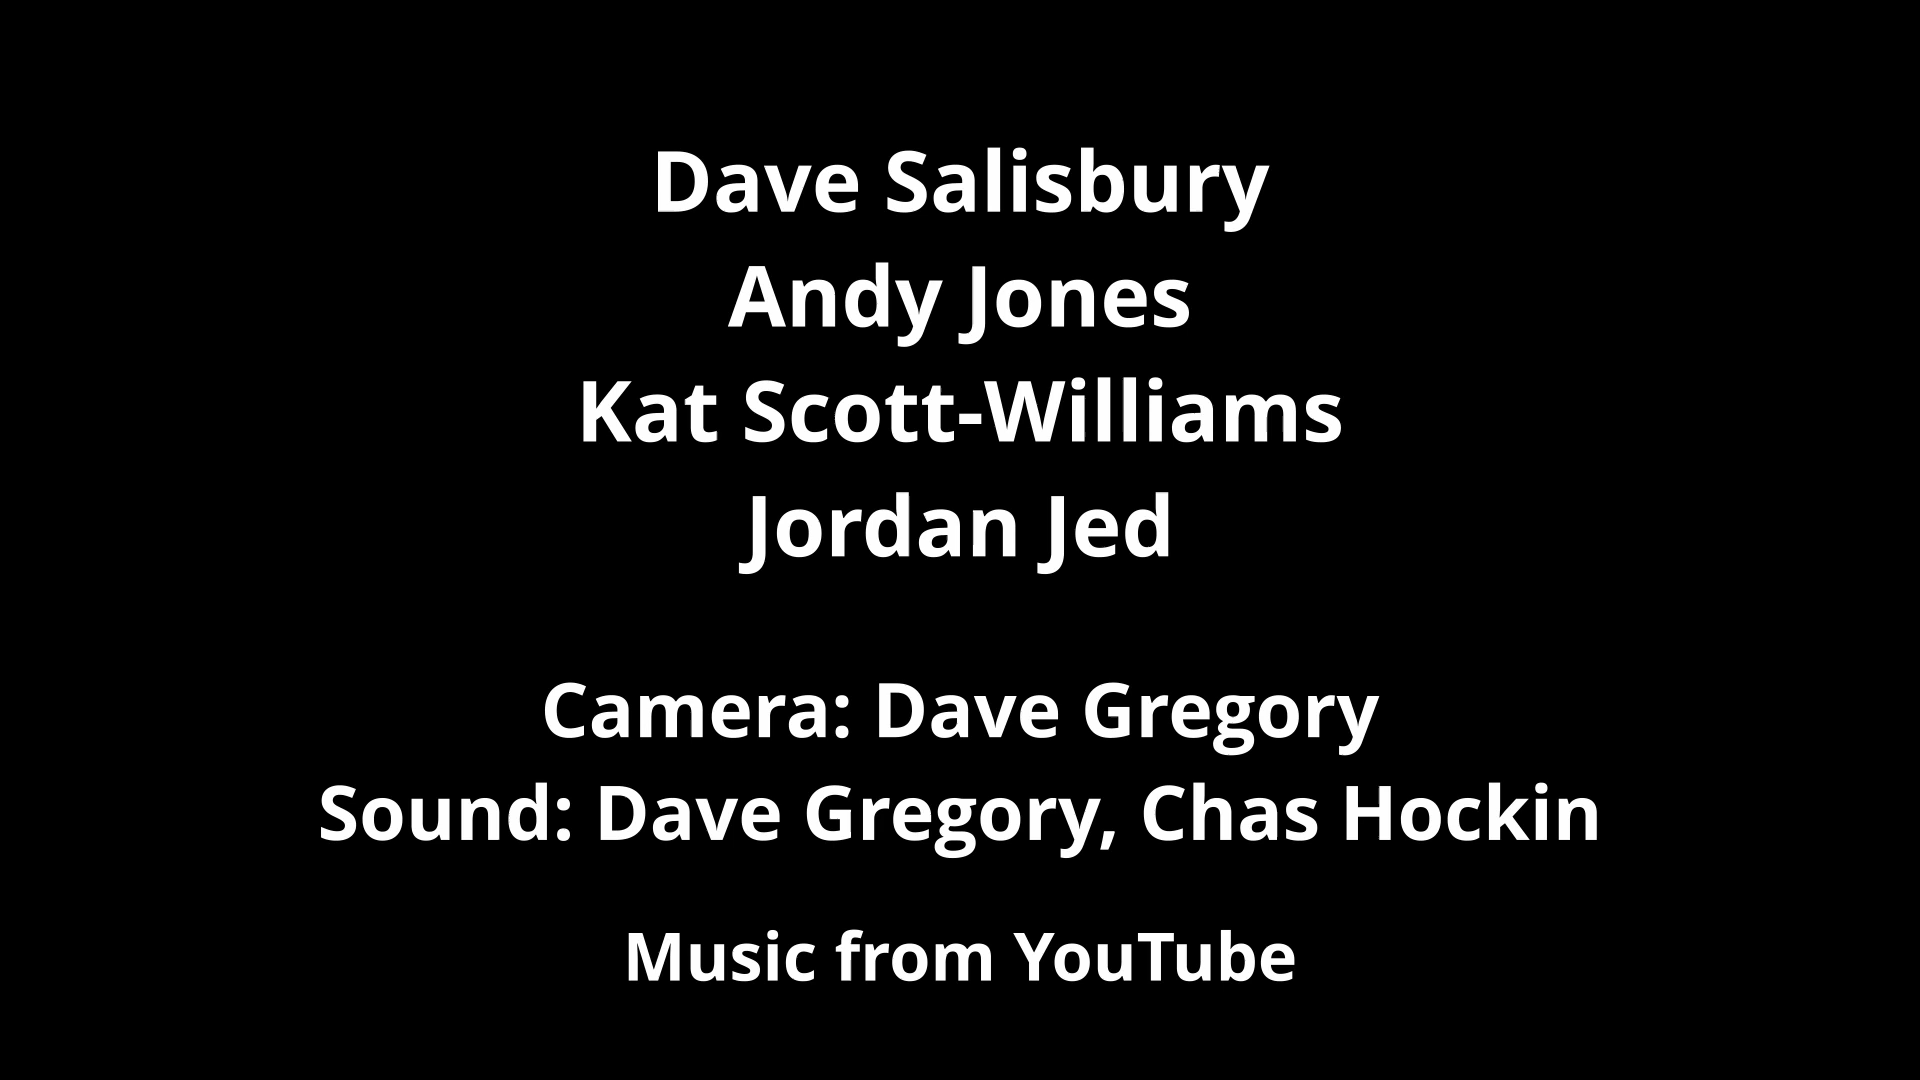 Dave Salisbury
Andy Jones
Kat Scott-Williams
Jordan Jed
Camera: Dave Gregory
Sound: Dave Gregory, Chas Hockin
Music from YouTube